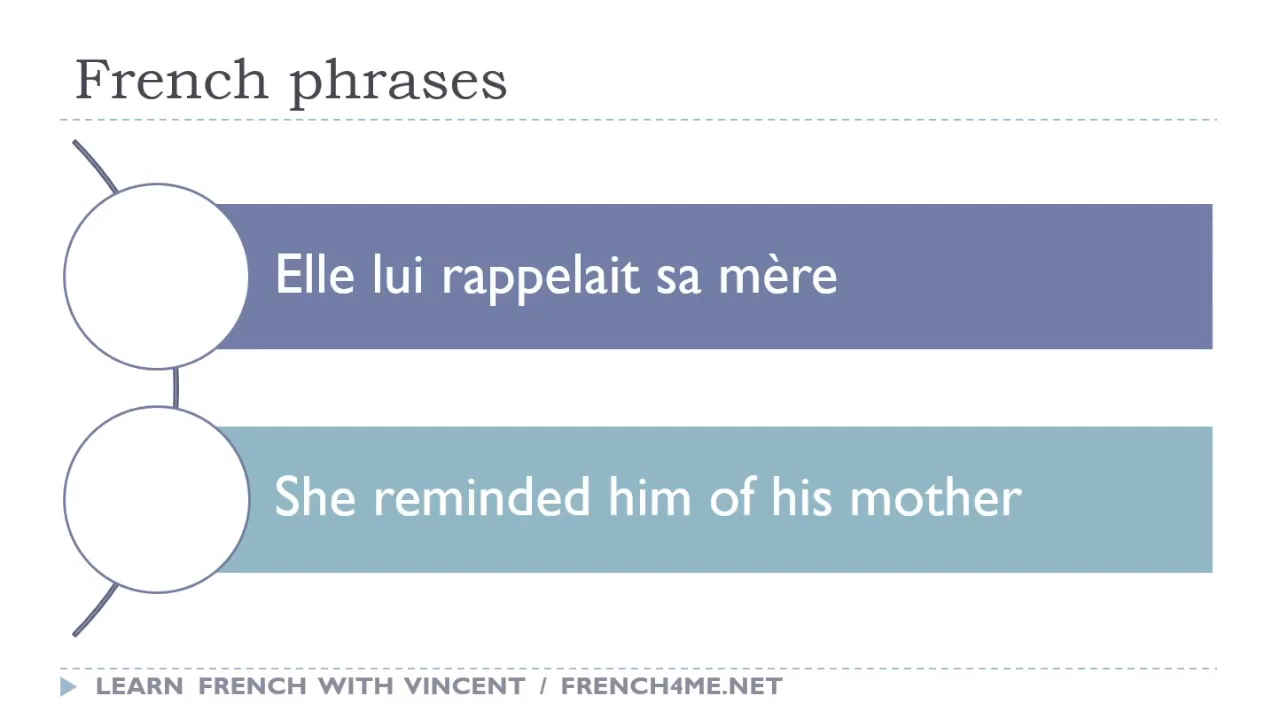 French phrases
Elle lui rappelait sa mère
She reminded him of his mother
LEARN FRENCH WITH VINCENT / FRENCH4ME.NET